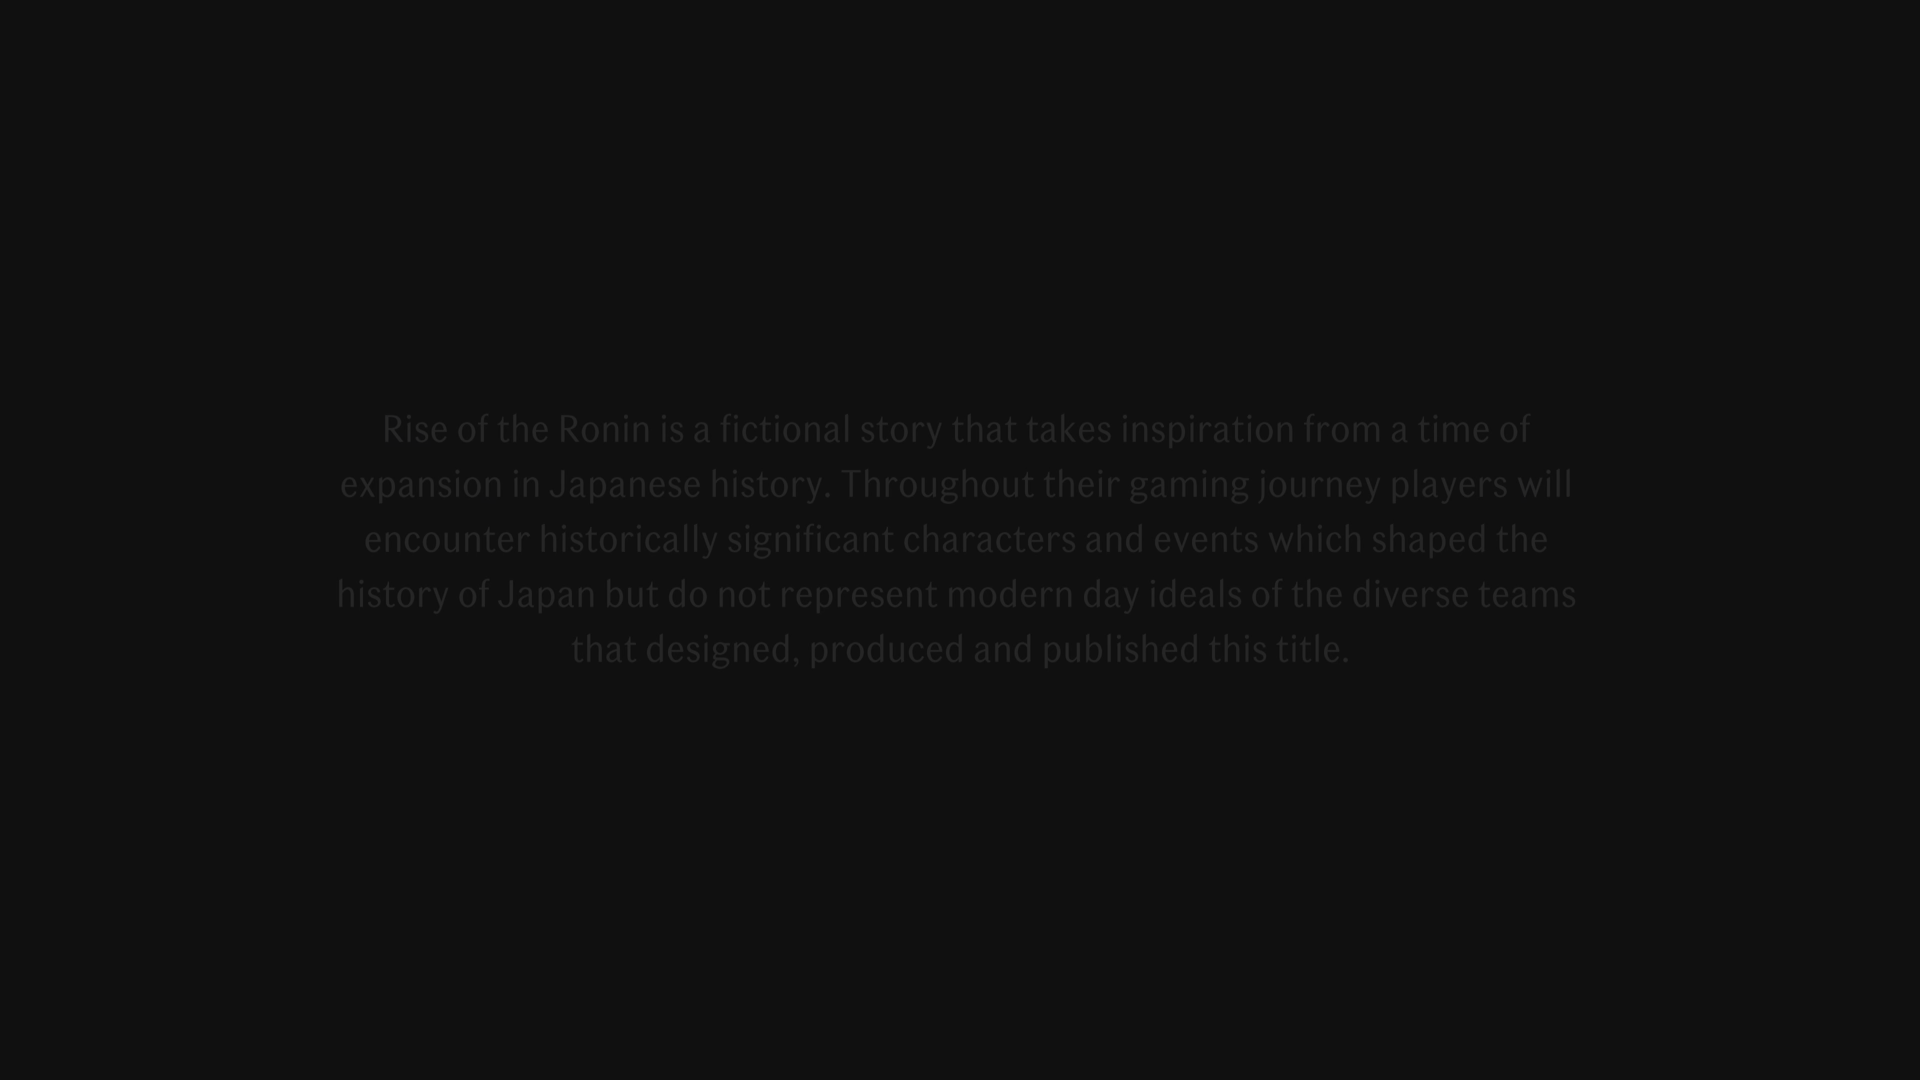 Rise of the Ronin is a fictional story that takes inspiration from a time of
expansion in Japanese history. Throughout their gaming journey players will
encounter historically significant characters and events which shaped the
history of Japan but do not represent modern day ideals of the diverse teams
that designed, produced and published this title.